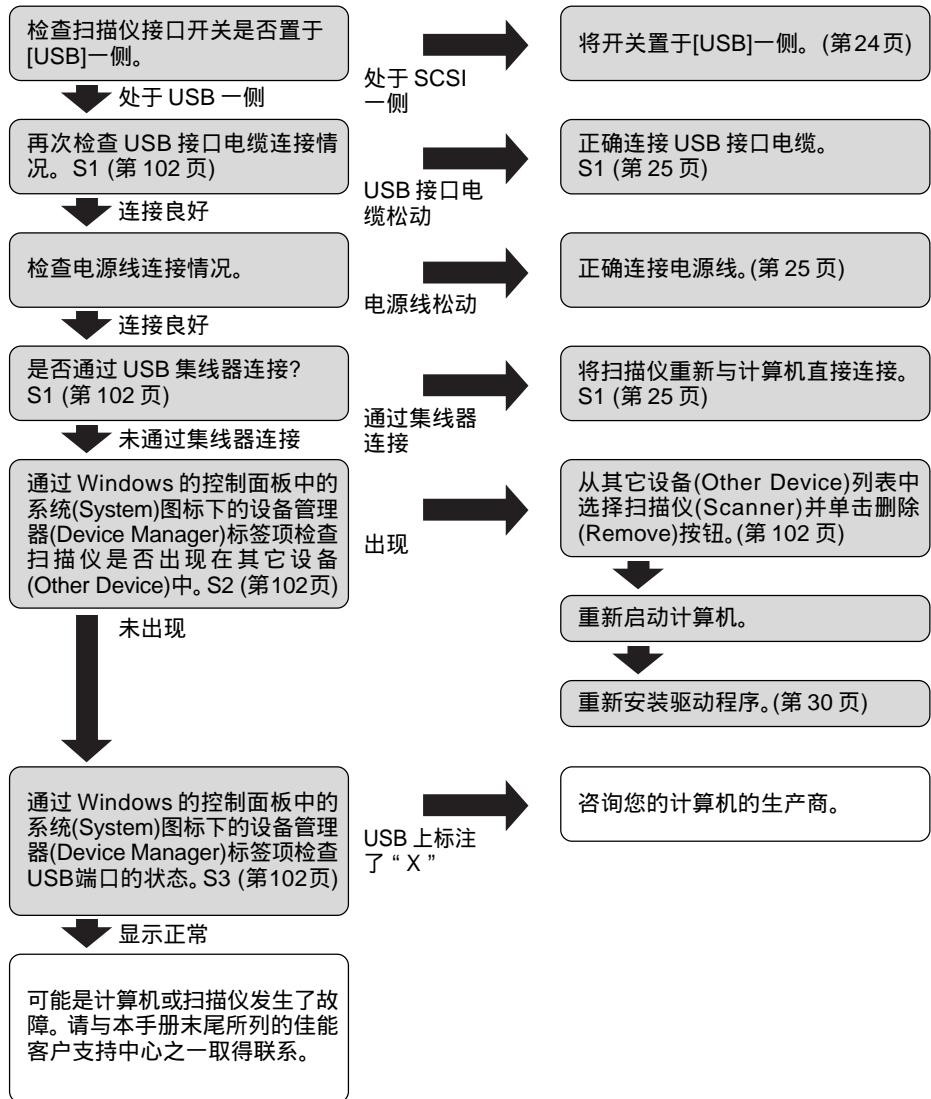 检查扫描仪接口开关是否置于
[USB]一侧。
处于 SCSI
一侧
将开关置于[USB]一侧。(第24页)
处于 USB 一侧
再次检查 USB 接口电缆连接情
况。S1 (第 102 页)
USB 接口电
缆松动
正确连接 USB 接口电缆。
S1 (第 25 页)
连接良好
检查电源线连接情况。
电源线松动
正确连接电源线。(第 25 页)
连接良好
是否通过 USB 集线器连接?
S1 (第 102 页)
通过集线器
连接
将扫描仪重新与计算机直接连接。
S1 (第 25 页)
未通过集线器连接
通过 Windows 的控制面板中的
系统(System)图标下的设备管理
器(Device Manager)标签项检查
扫描仪是否出现在其它设备
(Other Device)中。S2 (第102页)
出现
从其它设备(Other Device)列表中
选择扫描仪(Scanner)并单击删除
(Remove)按钮。(第 102 页)
重新启动计算机。
重新安装驱动程序。(第 30 页)
未出现
通过 Windows 的控制面板中的
系统(System)图标下的设备管理
器(Device Manager)标签项检查
USB端口的状态。S3 (第102页)
USB 上标注
了 “ X ”
咨询您的计算机的生产商。
显示正常
可能是计算机或扫描仪发生了故
障。请与本手册末尾所列的佳能
客户支持中心之一取得联系。